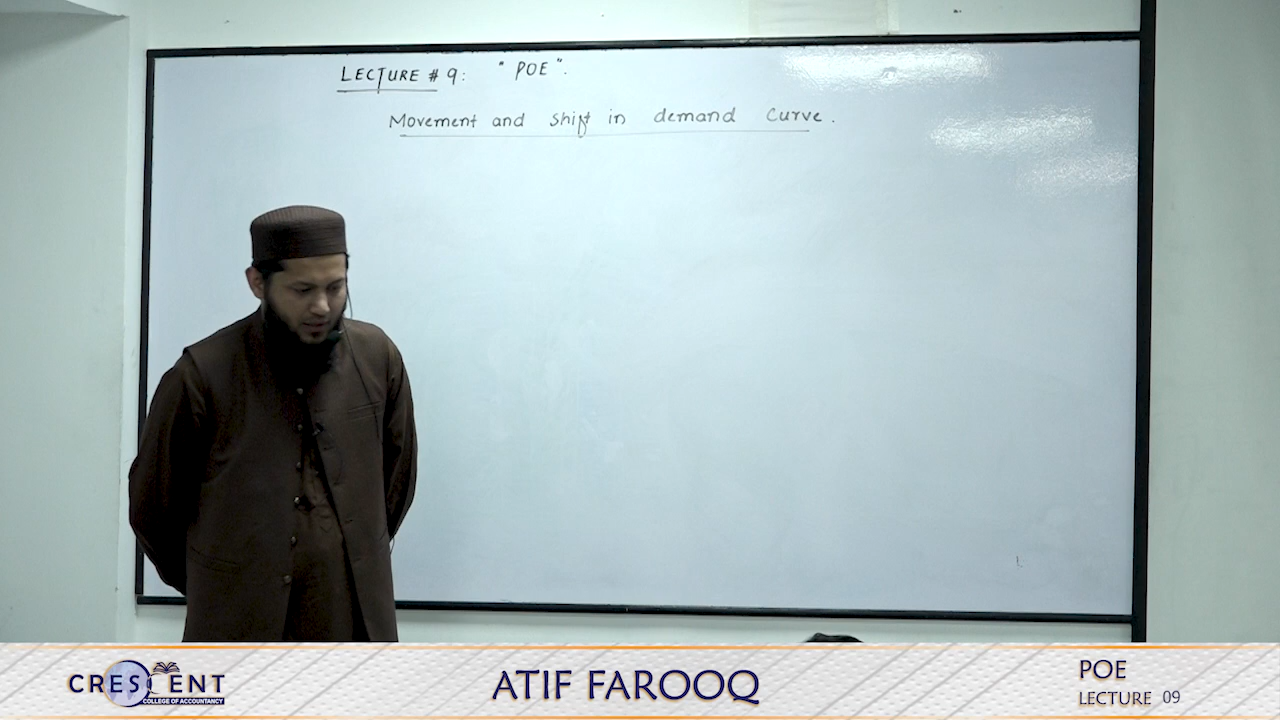 LECTURE # 9: " POE ".
Movement and shift in demand curve.
CRESCENT
COLLEGE OF ACCOUNTANCY
ATIF FAROOQ
POE
LECTURE 09